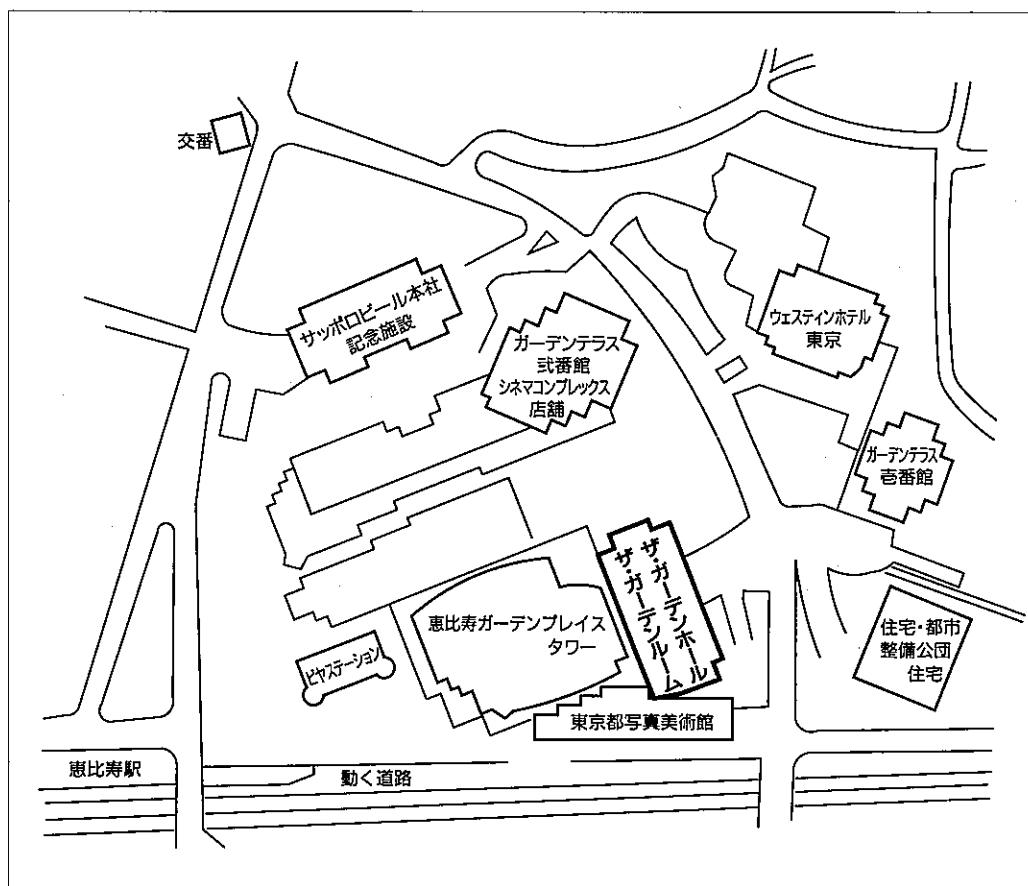 交番
サッポロビール本社
記念施設
ガーデンテラス
弐番館
シネマコンプレックス
店舗
ウェスティンホテル
東京
ガーデンテラス
壱番館
ザ・ガーデンホール
ザ・ガーデンルーム
恵比寿ガーデンプレイス
タワー
ビヤステーション
住宅・都市
整備公団
住宅
東京都写真美術館
恵比寿駅
動く道路